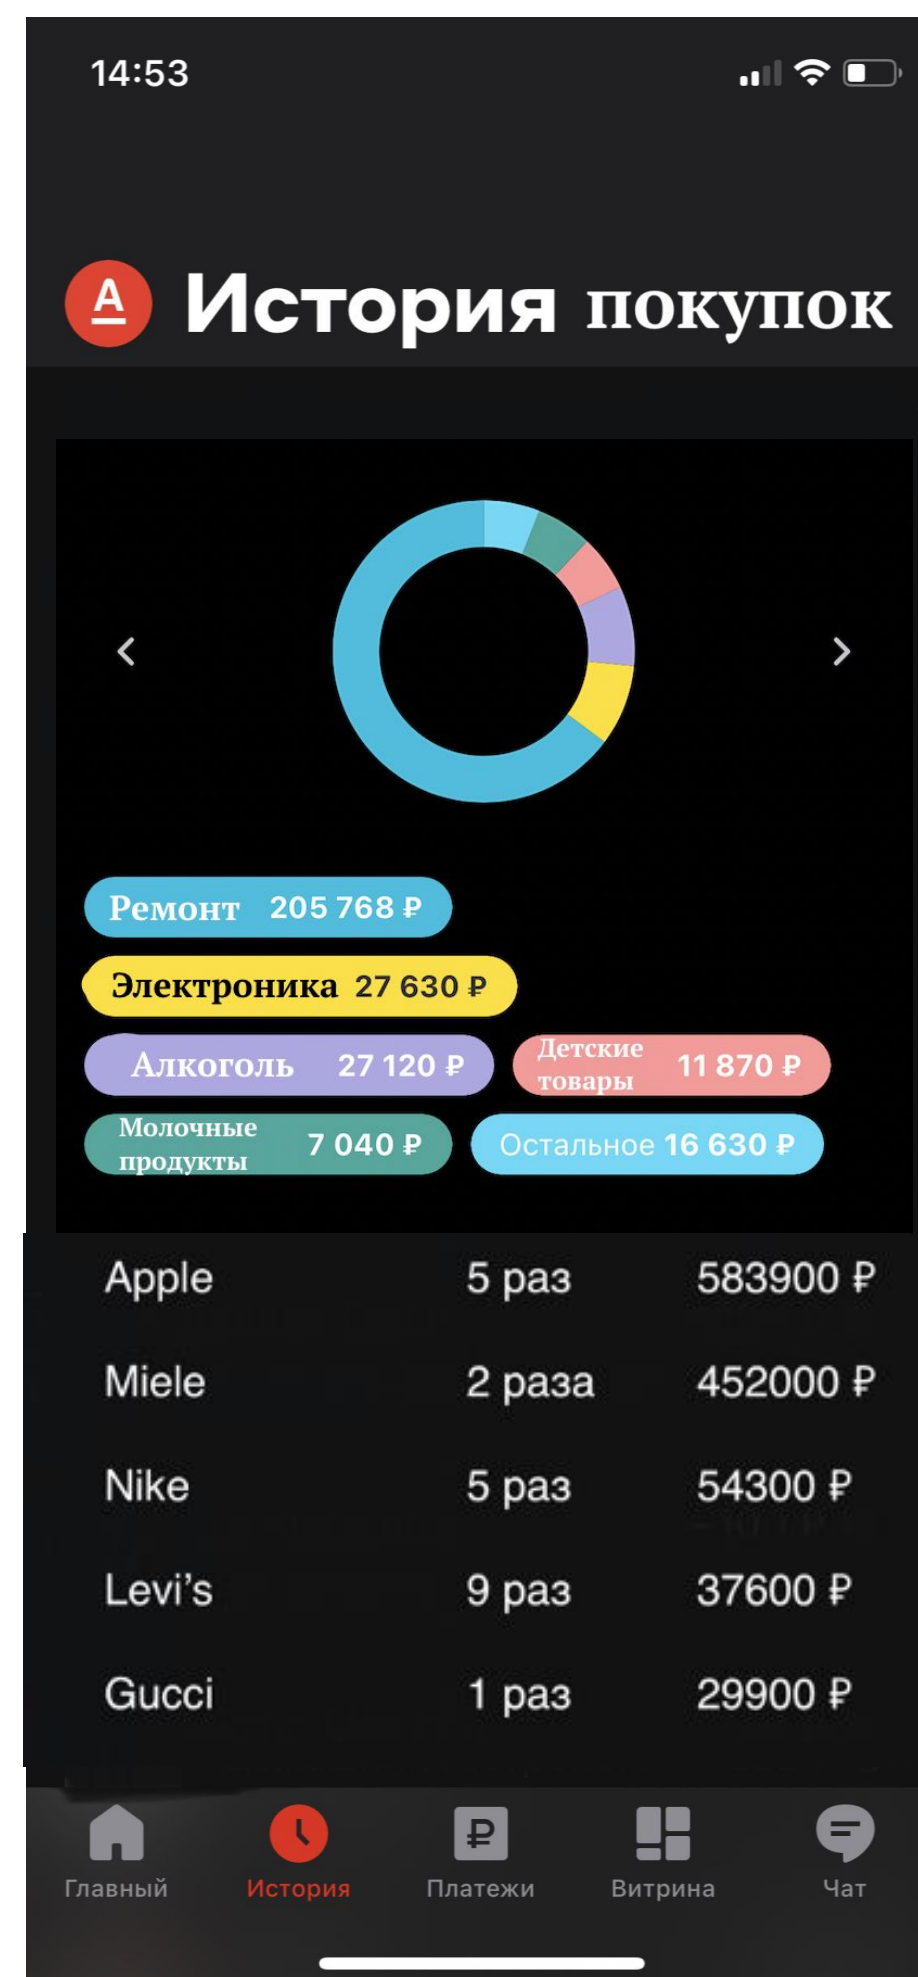 14:53
А История покупок
Ремонт 205 768 ₽
Электроника 27 630 ₽
Алкоголь 27 120 ₽
Детские
товары 11 870 ₽
Молочные
продукты 7 040 ₽
Остальное 16 630 ₽
Apple 5 раз 583900 ₽
Miele 2 раза 452000 ₽
Nike 5 раз 54300 ₽
Levi's 9 раз 37600 ₽
Gucci 1 раз 29900 ₽
Главный История Платежи Витрина Чат